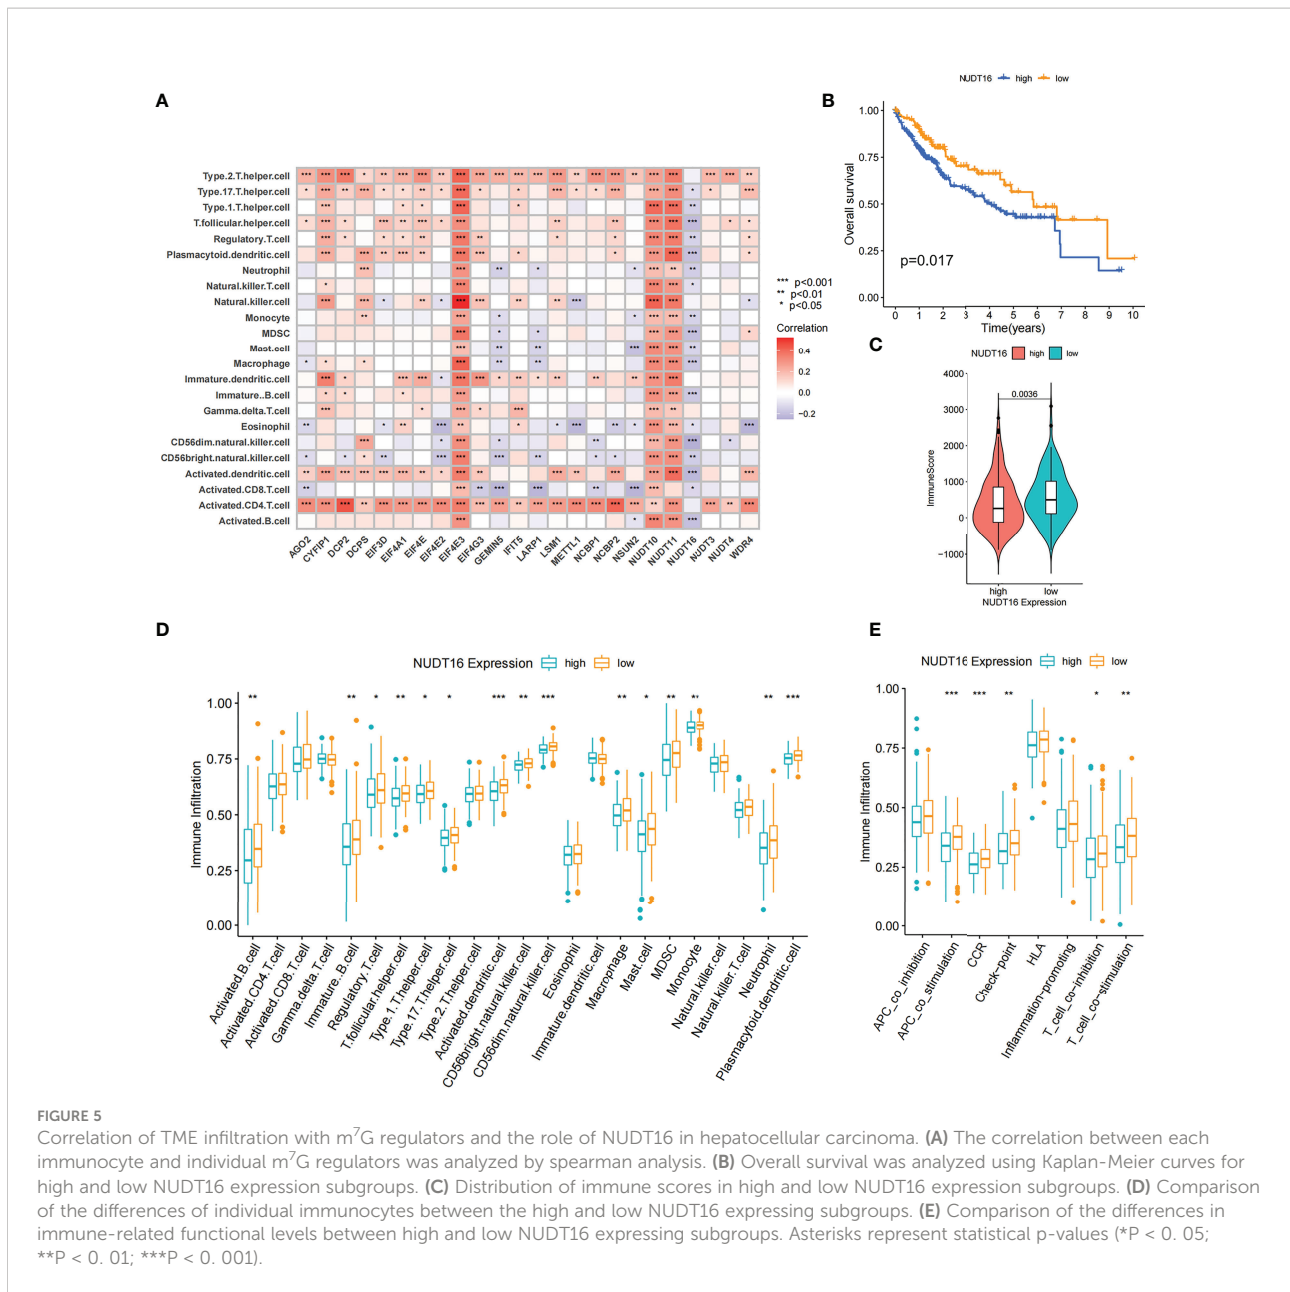 A
Type.2.T.helper.cell
Type.17.T.helper.cell
Type.1.T.helper.cell
T.follicular.helper.cell
Regulatory.T.cell
Plasmacytoid.dendritic.cell
Neutrophil
Natural.killer.T.cell
Natural.killer.cell
Monocyte
MDSC
Mast.cell
Macrophage
Immature.dendritic.cell
Immature..B.cell
Gamma.delta.T.cell
Eosinophil
CD56dim.natural.killer.cell
CD56bright.natural.killer.cell
Activated.dendritic.cell
Activated.CD8.T.cell
Activated.CD4.T.cell
Activated.B.cell
AGO2
CYFIP1
DCP2
DCPS
EIF3D
EIF4A1
EIF4E
EIF4E2
EIF4E3
EIF4G3
GEMIN5
IFIT5
LARP1
LSM1
METTL1
NCBP1
NCBP2
NSUN2
NUDT10
NUDT11
NUDT16
NUDT3
NUDT4
WDR4
*** p<0.001
** p<0.01
* p<0.05
Correlation
0.4
0.2
0.0
−0.2
B
NUDT16 high low
Overall survival
1.00
0.75
0.50
0.25
0.00
p=0.017
0 1 2 3 4 5 6 7 8 9 10
Time(years)
C
NUDT16 high low
ImmuneScore
4000
3000
2000
1000
0
−1000
0.0036
high low
NUDT16 Expression
D
NUDT16 Expression high low
Immune Infiltration
1.00
0.75
0.50
0.25
0.00
** ** * ** * * *** ** *** ** * ** ** ** ***
Activated.B.cell
Activated.CD4.T.cell
Activated.CD8.T.cell
Gamma.delta.T.cell
Immature..B.cell
Regulatory.T.cell
T.follicular.helper.cell
Type.1.T.helper.cell
Type.17.T.helper.cell
Type.2.T.helper.cell
Activated.dendritic.cell
CD56bright.natural.killer.cell
CD56dim.natural.killer.cell
Eosinophil
Immature.dendritic.cell
Macrophage
Mast.cell
MDSC
Monocyte
Natural.killer.cell
Natural.killer.T.cell
Neutrophil
Plasmacytoid.dendritic.cell
E
NUDT16 Expression high low
Immune Infiltration
1.00
0.75
0.50
0.25
0.00
*** *** ** * **
APC_co_inhibition
APC_co_stimulation
CCR
Check−point
HLA
Inflammation−promoting
T_cell_co−inhibition
T_cell_co−stimulation
FIGURE 5
Correlation of TME infiltration with m⁷G regulators and the role of NUDT16 in hepatocellular carcinoma. (A) The correlation between each
immunocyte and individual m⁷G regulators was analyzed by spearman analysis. (B) Overall survival was analyzed using Kaplan-Meier curves for
high and low NUDT16 expression subgroups. (C) Distribution of immune scores in high and low NUDT16 expression subgroups. (D) Comparison
of the differences of individual immunocytes between the high and low NUDT16 expressing subgroups. (E) Comparison of the differences in
immune-related functional levels between high and low NUDT16 expressing subgroups. Asterisks represent statistical p-values (*P < 0. 05;
**P < 0. 01; ***P < 0. 001).